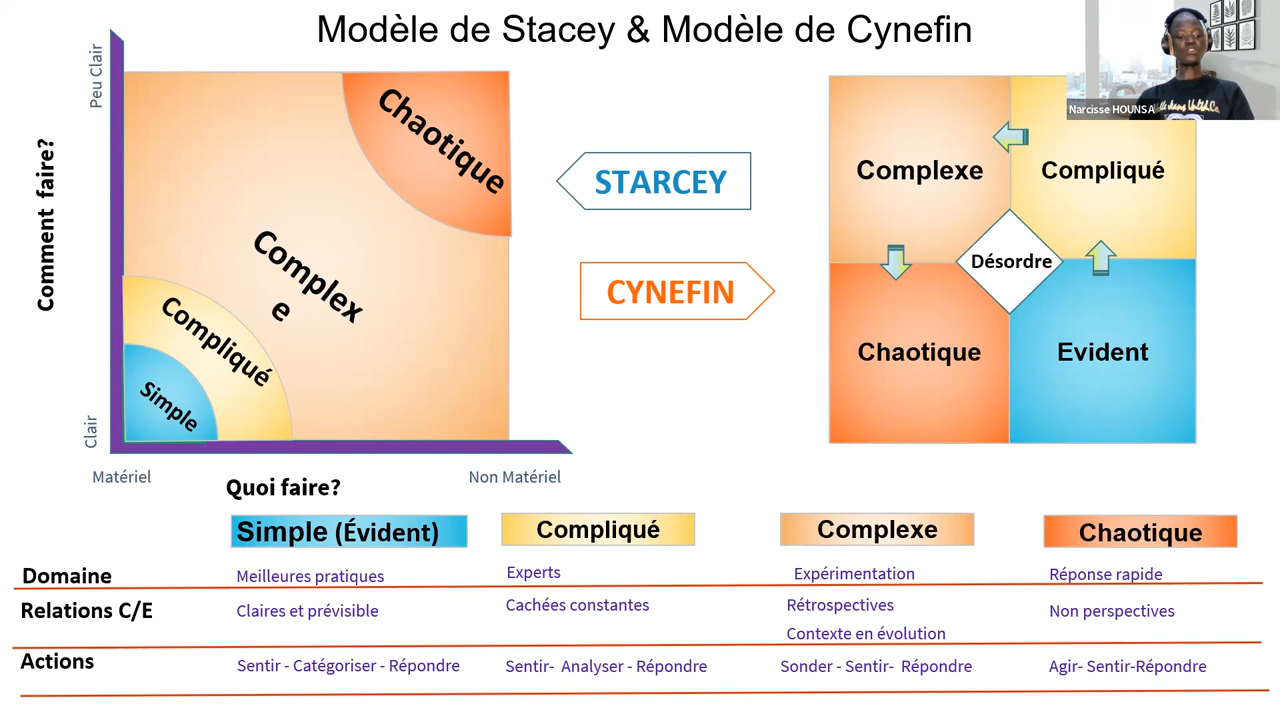 Modèle de Stacey & Modèle de Cynefin
Narcisse HOUNSA
Peu Clair
Comment faire?
Clair
Chaotique
Complex
e
Compliqué
Simple
Matériel
Non Matériel
Quoi faire?
STARCEY
CYNEFIN
Complexe
Compliqué
Désordre
Chaotique
Evident
Simple (Évident)
Compliqué
Complexe
Chaotique
Domaine
Meilleures pratiques
Experts
Expérimentation
Réponse rapide
Relations C/E
Claires et prévisible
Cachées constantes
Rétrospectives
Contexte en évolution
Non perspectives
Actions
Sentir - Catégoriser - Répondre
Sentir- Analyser - Répondre
Sonder - Sentir- Répondre
Agir- Sentir-Répondre